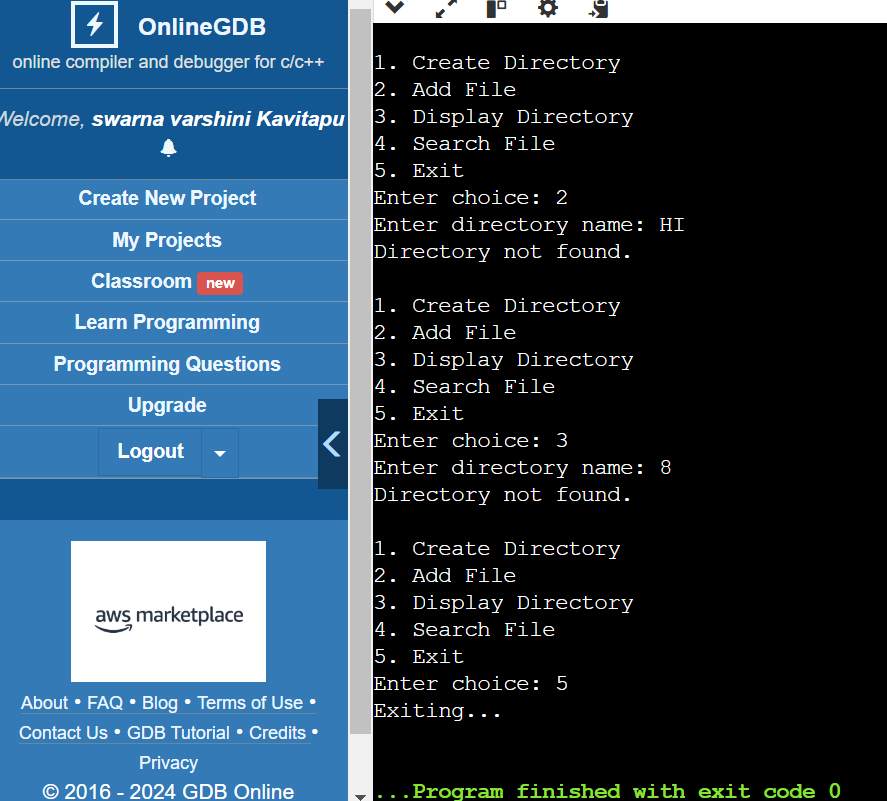 OnlineGDB
online compiler and debugger for c/c++
Welcome, swarna varshini Kavitapu
Create New Project
My Projects
Classroom new
Learn Programming
Programming Questions
Upgrade
Logout
aws marketplace
About • FAQ • Blog • Terms of Use •
Contact Us • GDB Tutorial • Credits •
Privacy
© 2016 - 2024 GDB Online
1. Create Directory
2. Add File
3. Display Directory
4. Search File
5. Exit
Enter choice: 2
Enter directory name: HI
Directory not found.
1. Create Directory
2. Add File
3. Display Directory
4. Search File
5. Exit
Enter choice: 3
Enter directory name: 8
Directory not found.
1. Create Directory
2. Add File
3. Display Directory
4. Search File
5. Exit
Enter choice: 5
Exiting...
...Program finished with exit code 0